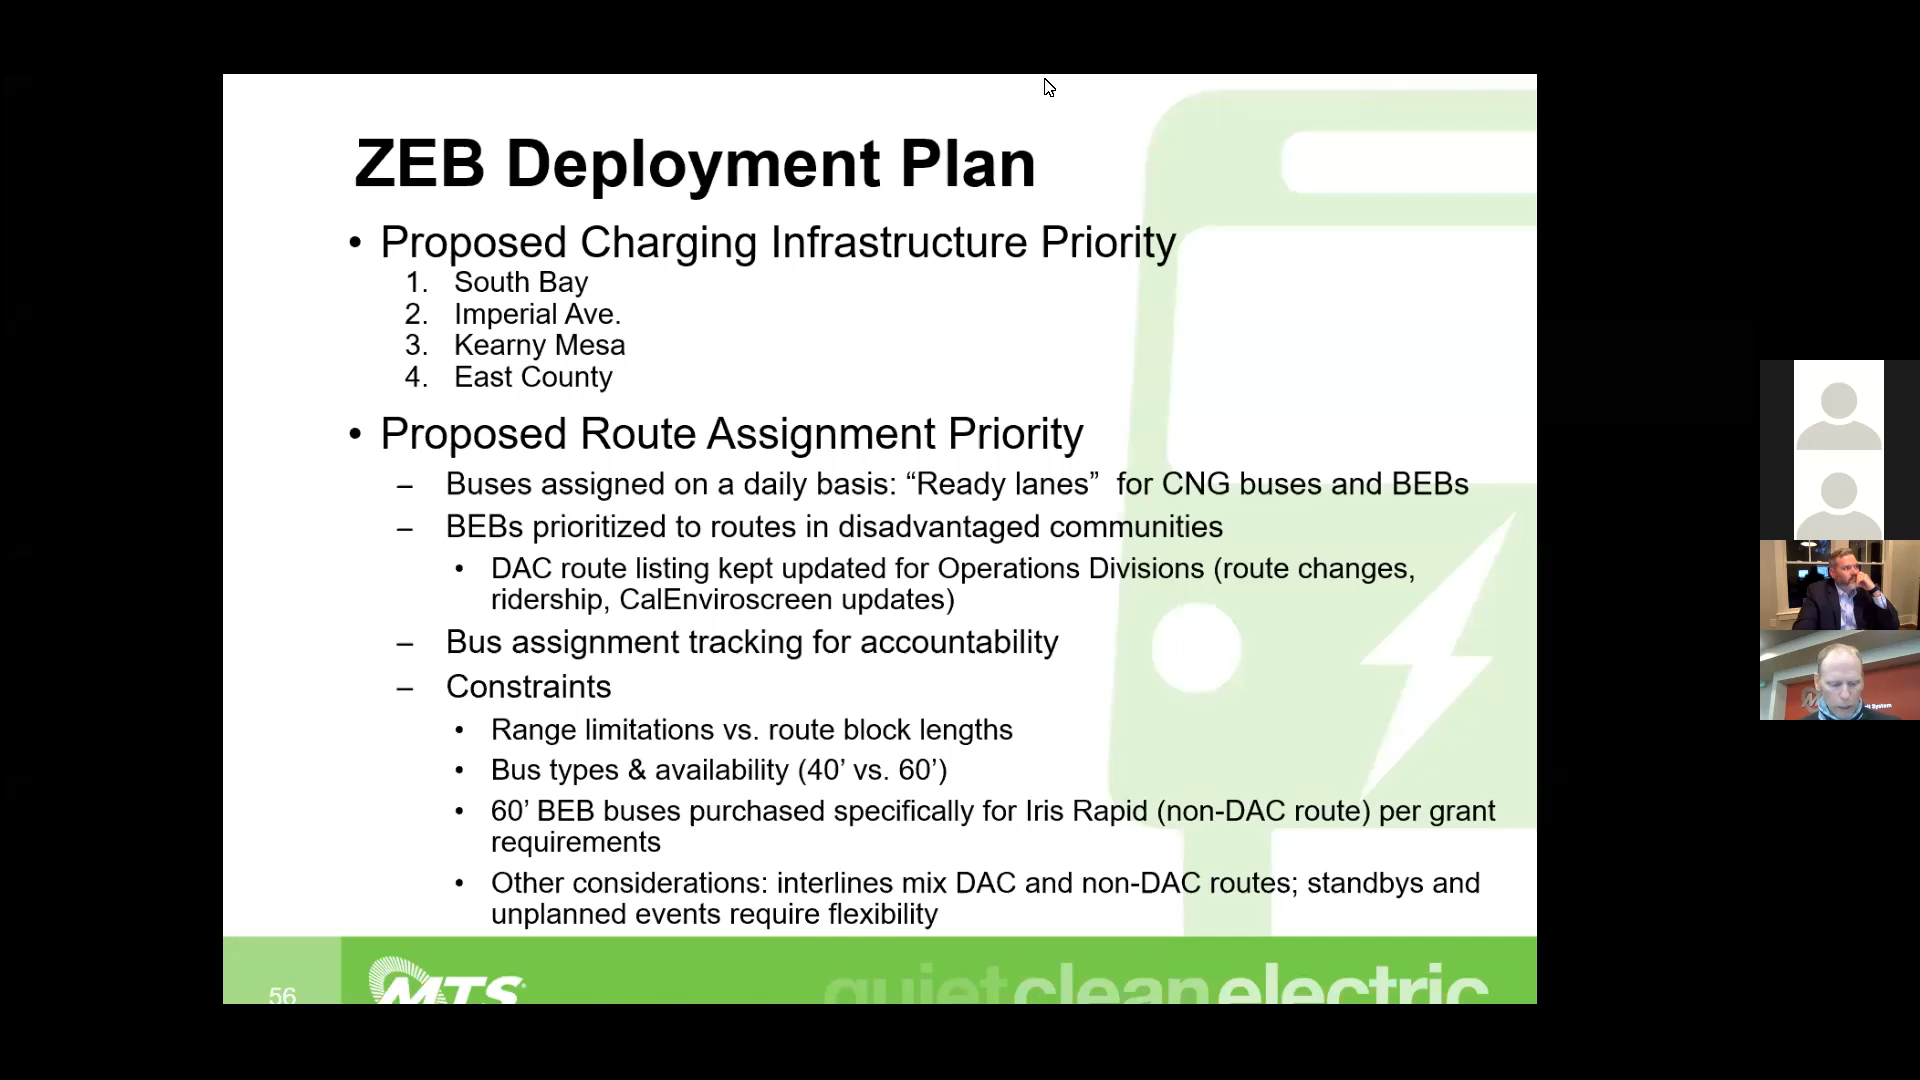 ZEB Deployment Plan
• Proposed Charging Infrastructure Priority
1. South Bay
2. Imperial Ave.
3. Kearny Mesa
4. East County
• Proposed Route Assignment Priority
– Buses assigned on a daily basis: “Ready lanes” for CNG buses and BEBs
– BEBs prioritized to routes in disadvantaged communities
• DAC route listing kept updated for Operations Divisions (route changes,
ridership, CalEnviroscreen updates)
– Bus assignment tracking for accountability
– Constraints
• Range limitations vs. route block lengths
• Bus types & availability (40’ vs. 60’)
• 60’ BEB buses purchased specifically for Iris Rapid (non-DAC route) per grant
requirements
• Other considerations: interlines mix DAC and non-DAC routes; standbys and
unplanned events require flexibility
56
MTS
quietcleanelectric
System